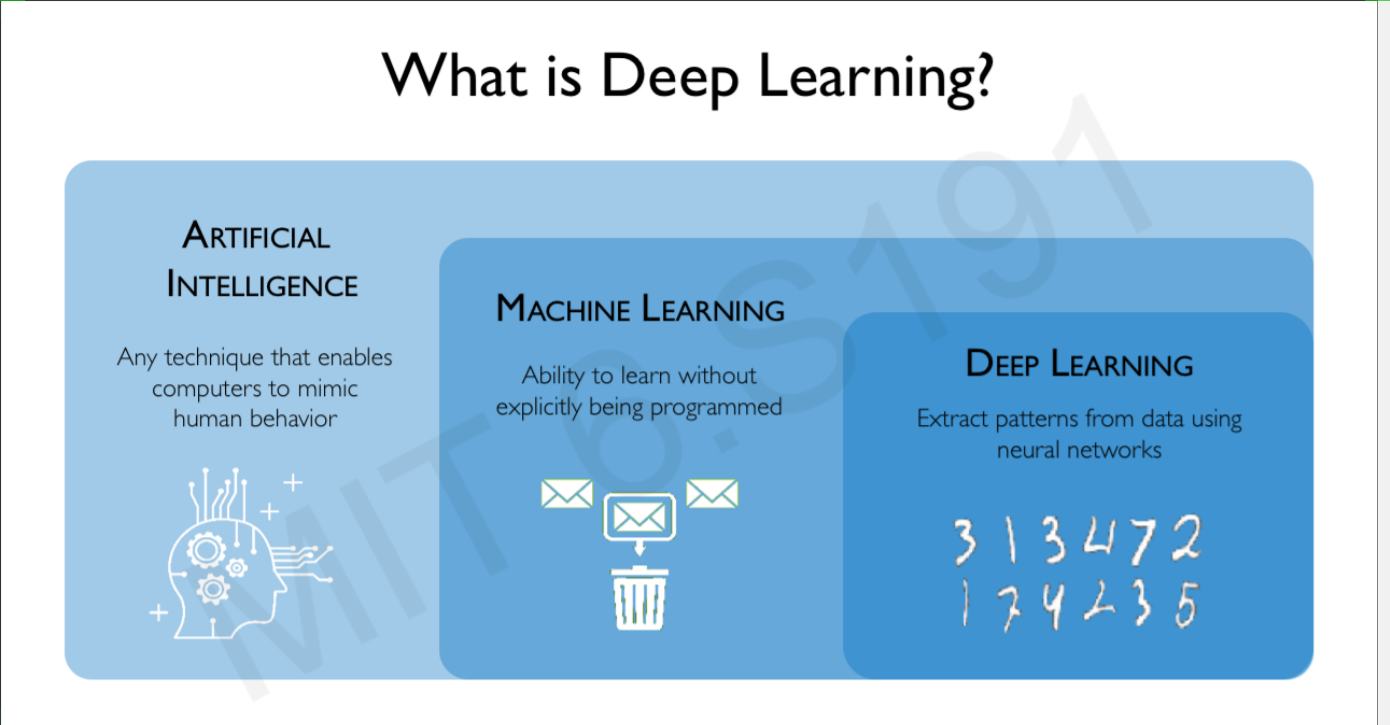 What is Deep Learning?
ARTIFICIAL
INTELLIGENCE
Any technique that enables
computers to mimic
human behavior
MACHINE LEARNING
Ability to learn without
explicitly being programmed
DEEP LEARNING
Extract patterns from data using
neural networks
3 1 3 4 7 2
1 7 4 2 3 5
MIT 6.S191